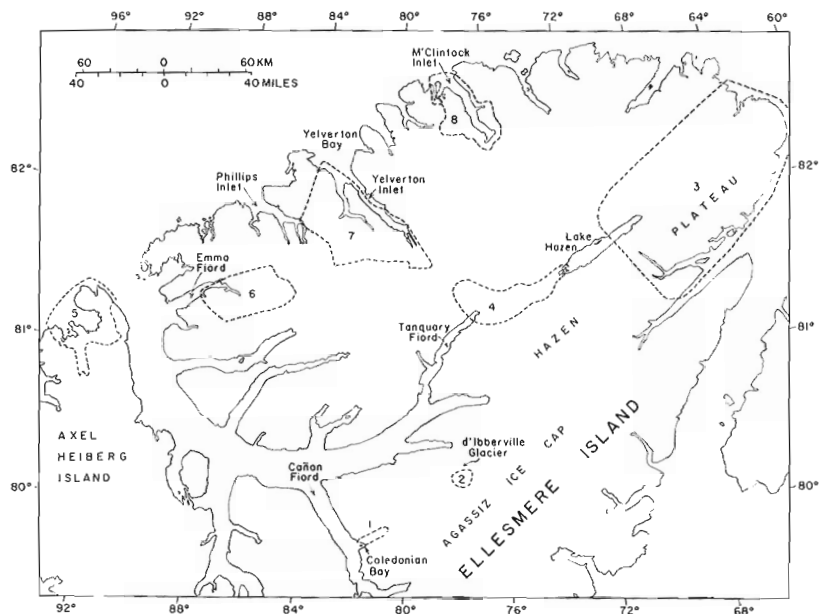 96° 92° 88° 84° 80° 76° 72° 68° 64° 60°
60 0 60 KM
40 0 40 MILES
M'Clintock
Inlet
8
Yelverton
Bay
82° 82°
Phillips
Inlet
Yelverton
Inlet
3
PLATEAU
7
Lake
Hazen
Emma
Fiord
6
4
5
81° 81°
Tanquary
Fiord
HAZEN
AXEL
HEIBERG
ISLAND
d'Ibberville
Glacier
Cañon
Fiord
2
80° 80°
AGASSIZ ICE CAP
ELLESMERE ISLAND
1
Caledonian
Bay
92° 88° 84° 80° 76° 72° 68°